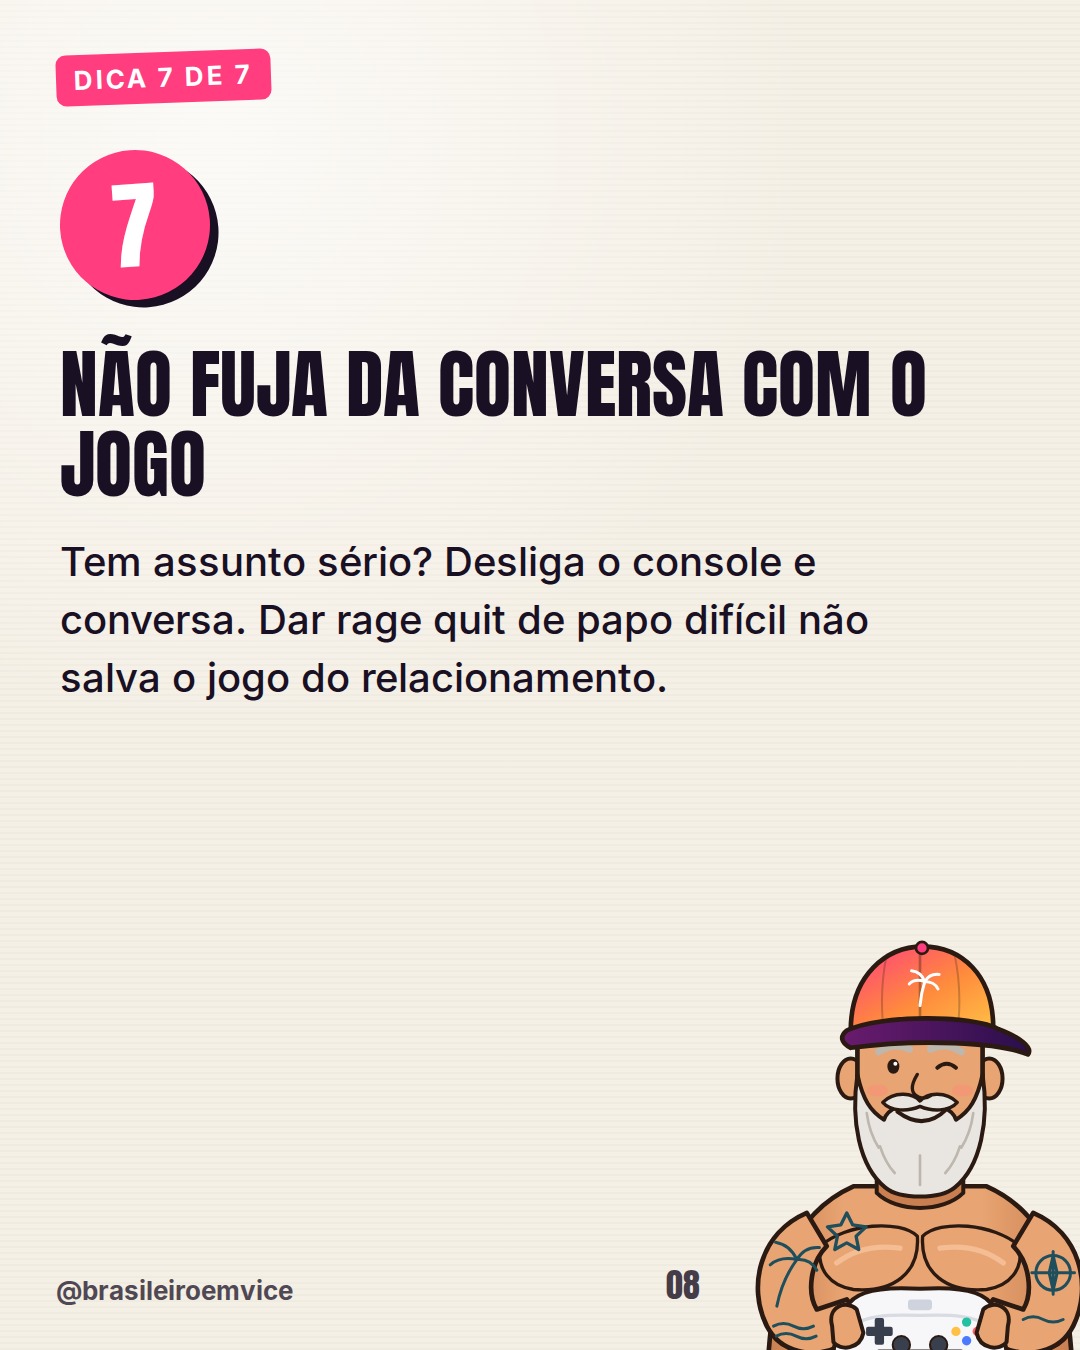 DICA 7 DE 7
7
NÃO FUJA DA CONVERSA COM O
JOGO
Tem assunto sério? Desliga o console e
conversa. Dar rage quit de papo difícil não
salva o jogo do relacionamento.
@brasileiroemvice
08